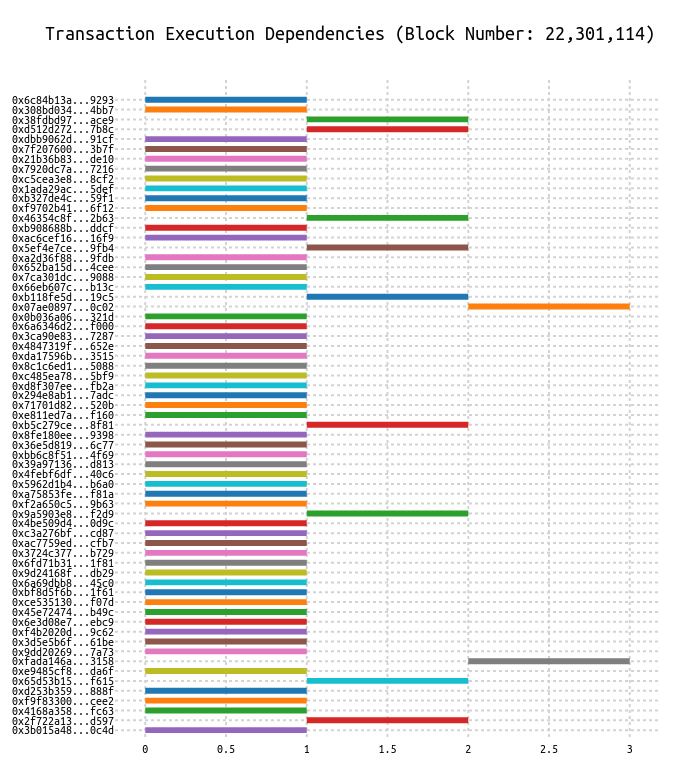 Transaction Execution Dependencies (Block Number: 22,301,114)
0x6c84b13a...9293
0x308bd034...4bb7
0x38fdbd97...ace9
0xd512d272...7b8c
0xdbb9062d...91cf
0x7f207600...3b7f
0x21b36b83...de10
0x7920dc7a...7216
0xc5cea3e8...8cf2
0x1ada29ac...5def
0xb327de4c...59f1
0xf9702b41...6f12
0x46354c8f...2b63
0xb908688b...ddcf
0xac6cef16...16f9
0x5ef4e7ce...9fb4
0xa2d36f88...9fdb
0x652ba15d...4cee
0x7ca301dc...9088
0x66eb607c...b13c
0xb118fe5d...19c5
0x07ae0897...0c02
0x0b036a06...321d
0x6a6346d2...f000
0x3ca90e83...7287
0x4847319f...652e
0xda17596b...3515
0x8c1c6ed1...5088
0xc485ea78...5bf9
0xd8f307ee...fb2a
0x294e8ab1...7adc
0x71701d82...520b
0xe811ed7a...f160
0xb5c279ce...8f81
0x8fe180ee...9398
0x36e5d819...6c77
0xbb6c8f51...4f69
0x39a97136...d813
0x4febf6df...40c6
0x5962d1b4...b6a0
0xa75853fe...f81a
0xf2a650c5...9b63
0x9a5903e8...f2d9
0x4be509d4...0d9c
0xc3a276bf...cd87
0xac7759ed...cfb7
0x3724c377...b729
0x6fd71b31...1f81
0x9d24168f...db29
0x6a69dbb8...45c0
0xbf8d5f6b...1f61
0xce535130...f07d
0x45e72474...b49c
0x6e3d08e7...ebc9
0xf4b2020d...9c62
0x3d5e5b6f...61be
0x9dd20269...7a73
0xfada146a...3158
0xe9485cf8...da6f
0x65d53b15...f615
0xd253b359...888f
0xf9f83300...cee2
0x4168a358...fc63
0x2f722a13...d597
0x3b015a48...0c4d
0 0.5 1 1.5 2 2.5 3